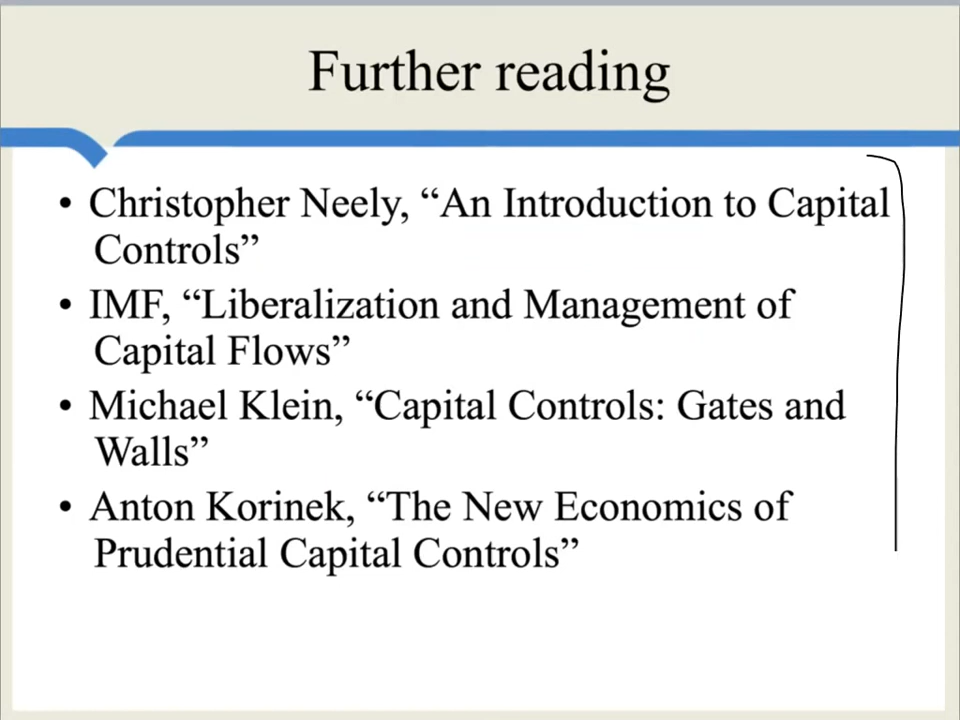 Further reading
• Christopher Neely, “An Introduction to Capital
Controls”
• IMF, “Liberalization and Management of
Capital Flows”
• Michael Klein, “Capital Controls: Gates and
Walls”
• Anton Korinek, “The New Economics of
Prudential Capital Controls”